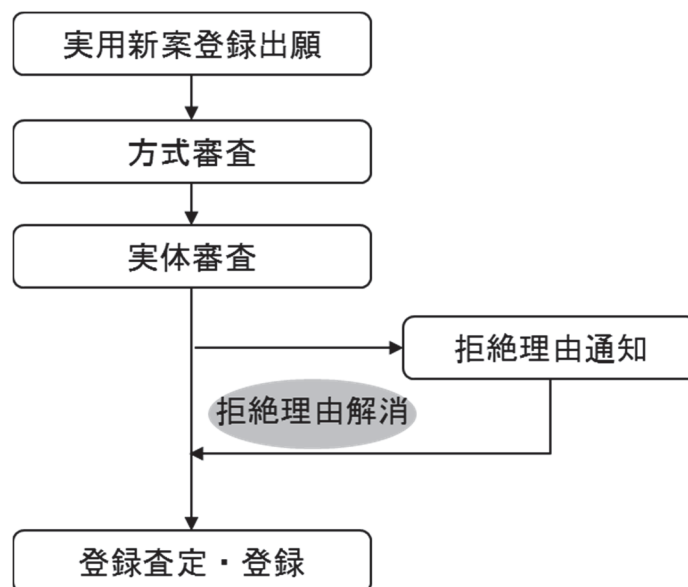 実用新案登録出願
方式審査
実体審査
拒絶理由通知
拒絶理由解消
登録査定・登録